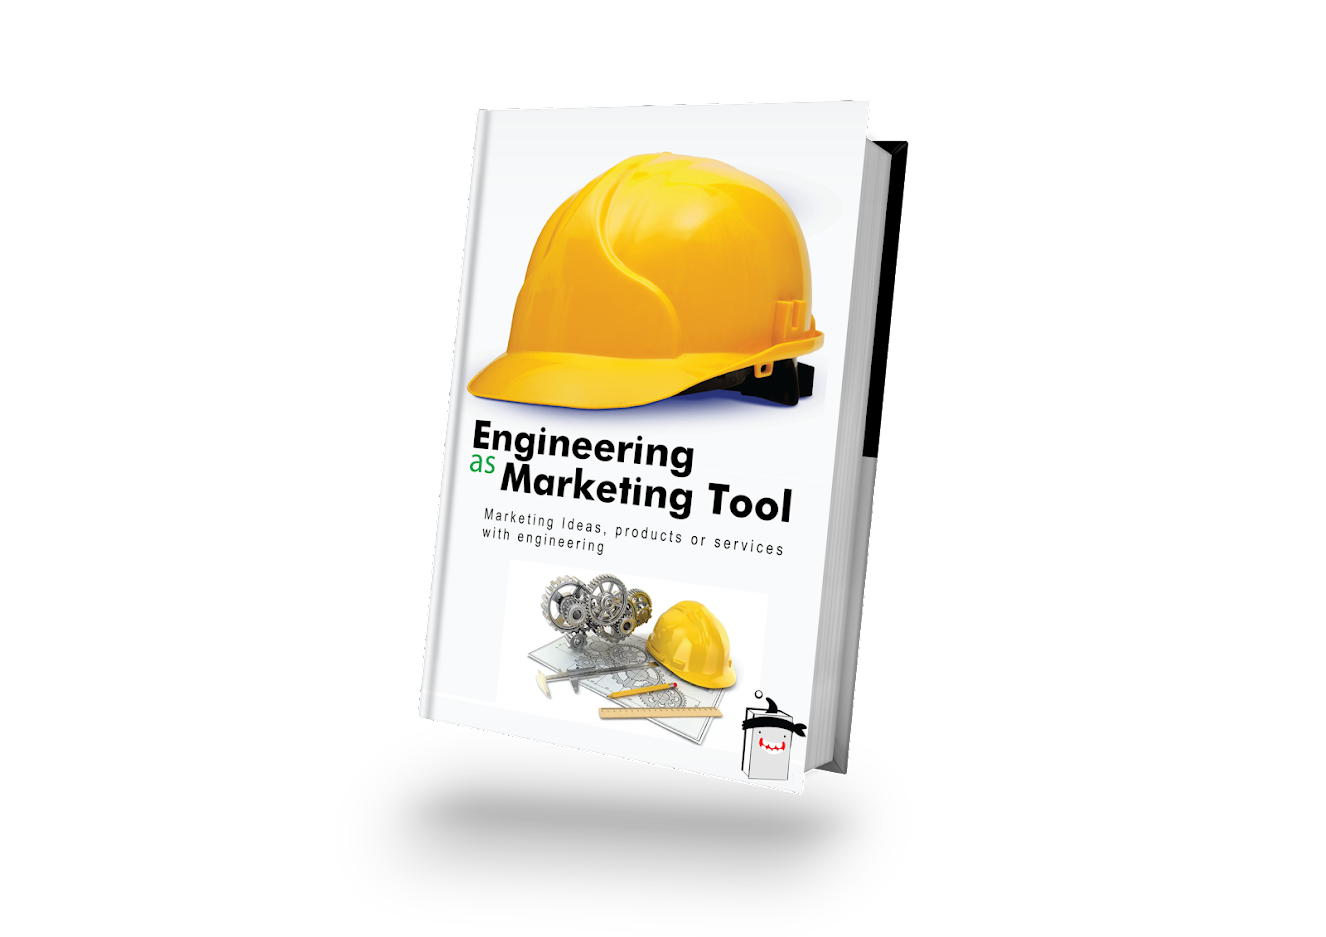 Engineering
as Marketing Tool
Marketing Ideas, products or services
with engineering